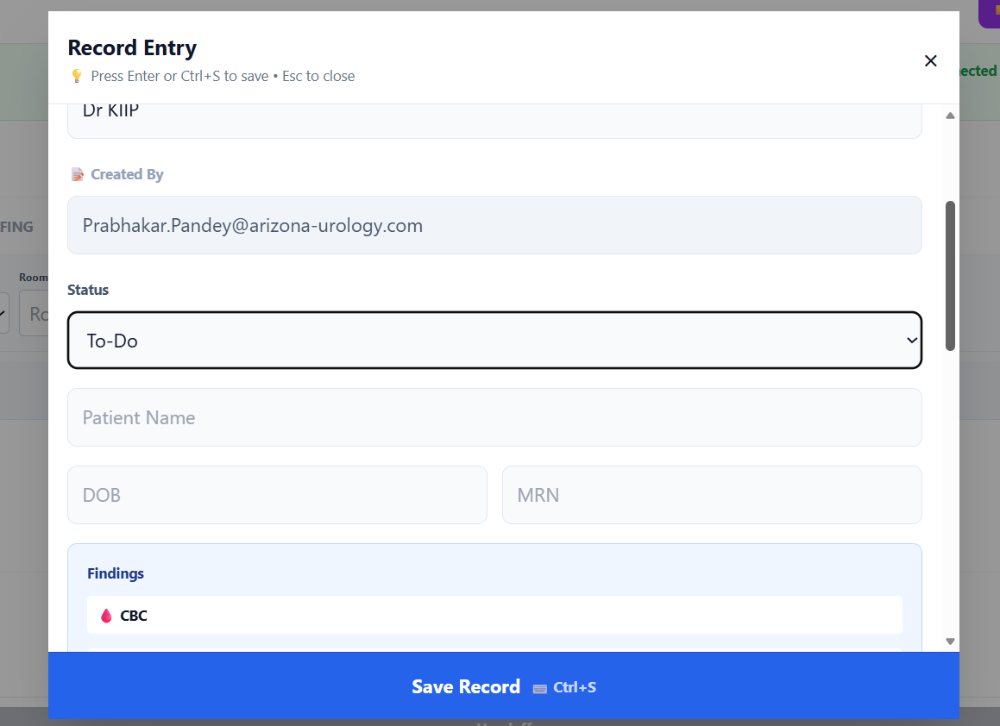 Record Entry
💡 Press Enter or Ctrl+S to save • Esc to close
ected
Dr KIIP
📝 Created By
Prabhakar.Pandey@arizona-urology.com
FING
Status
Room
To-Do
Ro
Patient Name
DOB MRN
Findings
🩸 CBC
Save Record ⌨ Ctrl+S